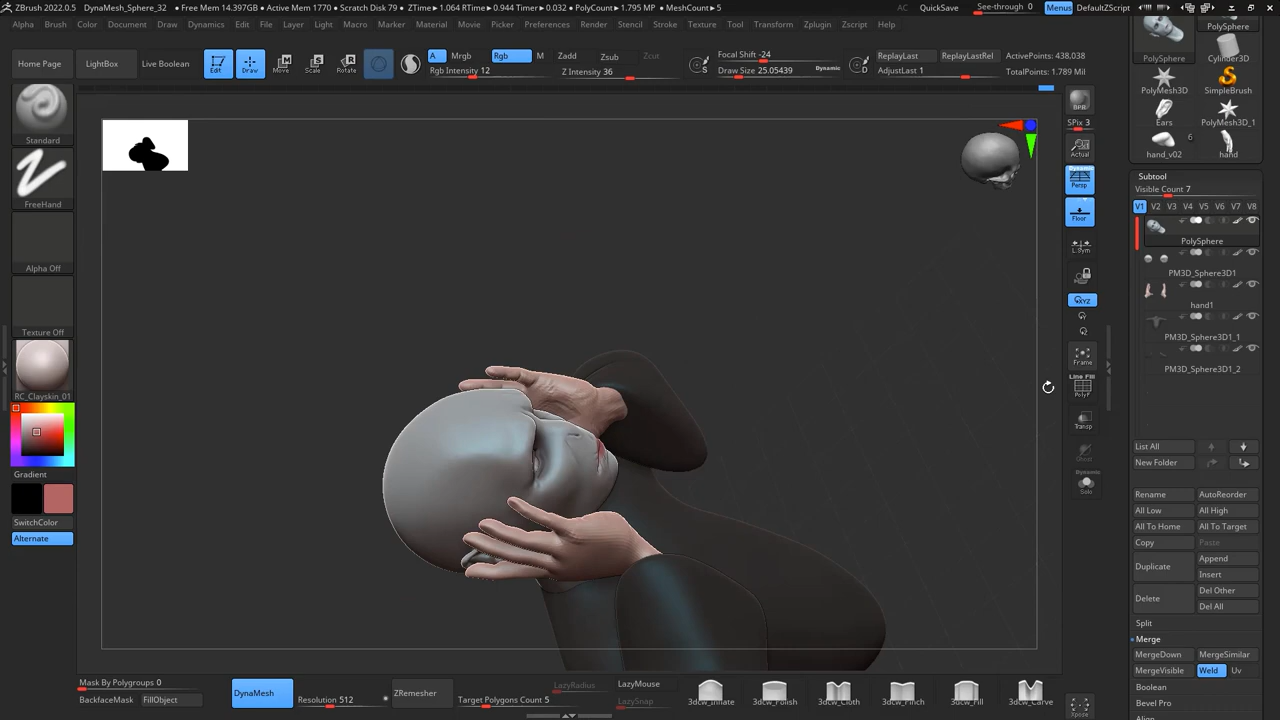 ZBrush 2022.0.5 DynaMesh_Sphere_32 • Free Mem 14.397GB • Active Mem 1770 • Scratch Disk 79 • ZTime▸1.064 RTime▸0.944 Timer▸0.032 • PolyCount▸1.795 MP • MeshCount▸5 AC QuickSave See-through 0 Menus DefaultZScript
Alpha Brush Color Document Draw Dynamics Edit File Layer Light Macro Marker Material Movie Picker Preferences Render Stencil Stroke Texture Tool Transform Zplugin Zscript Help
Home Page LightBox Live Boolean Edit Draw Move Scale Rotate
A Mrgb Rgb M Zadd Zsub Zcut
Rgb Intensity 12 Z Intensity 36
Focal Shift -24
Draw Size 25.05439 Dynamic
S D
ReplayLast ReplayLastRel ActivePoints: 438,038
AdjustLast 1 TotalPoints: 1.789 Mil
Standard
FreeHand
Alpha Off
Texture Off
RC_Clayskin_01
Gradient
SwitchColor
Alternate
BPR
SPix 3
Actual
Dynamic
Persp
Floor
L.Sym
XYZ
Frame
Line Fill
PolyF
Transp
Ghost
Dynamic
Solo
Xpose
PolySphere
PolySphere Cylinder3D
PolyMesh3D SimpleBrush
Ears PolyMesh3D_1
6
hand_v02 hand
Subtool
Visible Count 7
V1 V2 V3 V4 V5 V6 V7 V8
PolySphere
PM3D_Sphere3D1
hand1
PM3D_Sphere3D1_1
PM3D_Sphere3D1_2
List All
New Folder
Rename AutoReorder
All Low All High
All To Home All To Target
Copy Paste
Duplicate Append
Insert
Delete Del Other
Del All
Split
Merge
MergeDown MergeSimilar
MergeVisible Weld Uv
Boolean
Bevel Pro
Align
Mask By Polygroups 0
BackfaceMask FillObject
DynaMesh Resolution 512
ZRemesher Target Polygons Count 5
LazyRadius LazyMouse
LazySnap
3dcw_Inflate 3dcw_Polish 3dcw_Cloth 3dcw_Pinch 3dcw_Fill 3dcw_Carve